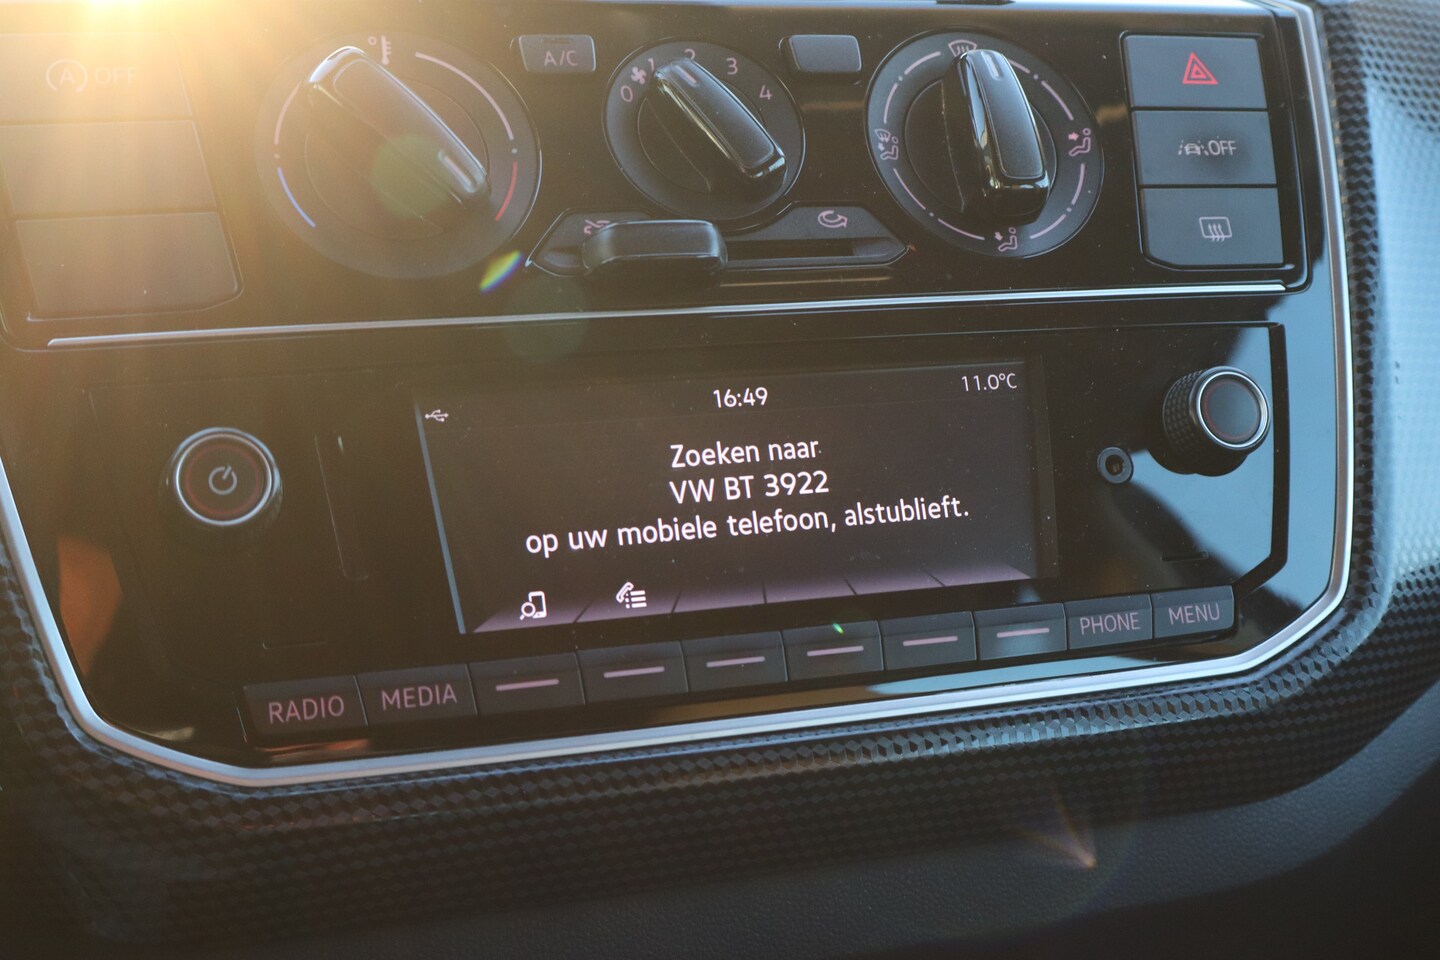 A OFF
A/C
0 1 2 3 4
OFF
16:49
11.0°C
Zoeken naar
VW BT 3922
op uw mobiele telefoon, alstublieft.
RADIO
MEDIA
PHONE
MENU